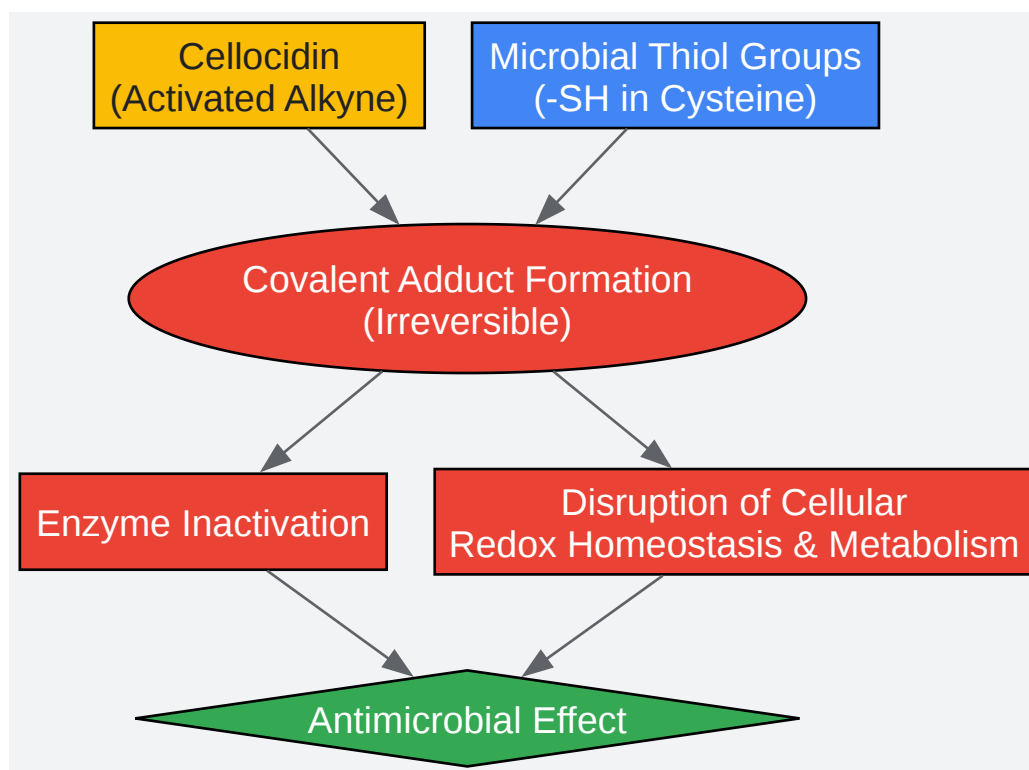 Cellocidin
(Activated Alkyne)
Microbial Thiol Groups
(-SH in Cysteine)
Covalent Adduct Formation
(Irreversible)
Enzyme Inactivation
Disruption of Cellular
Redox Homeostasis & Metabolism
Antimicrobial Effect